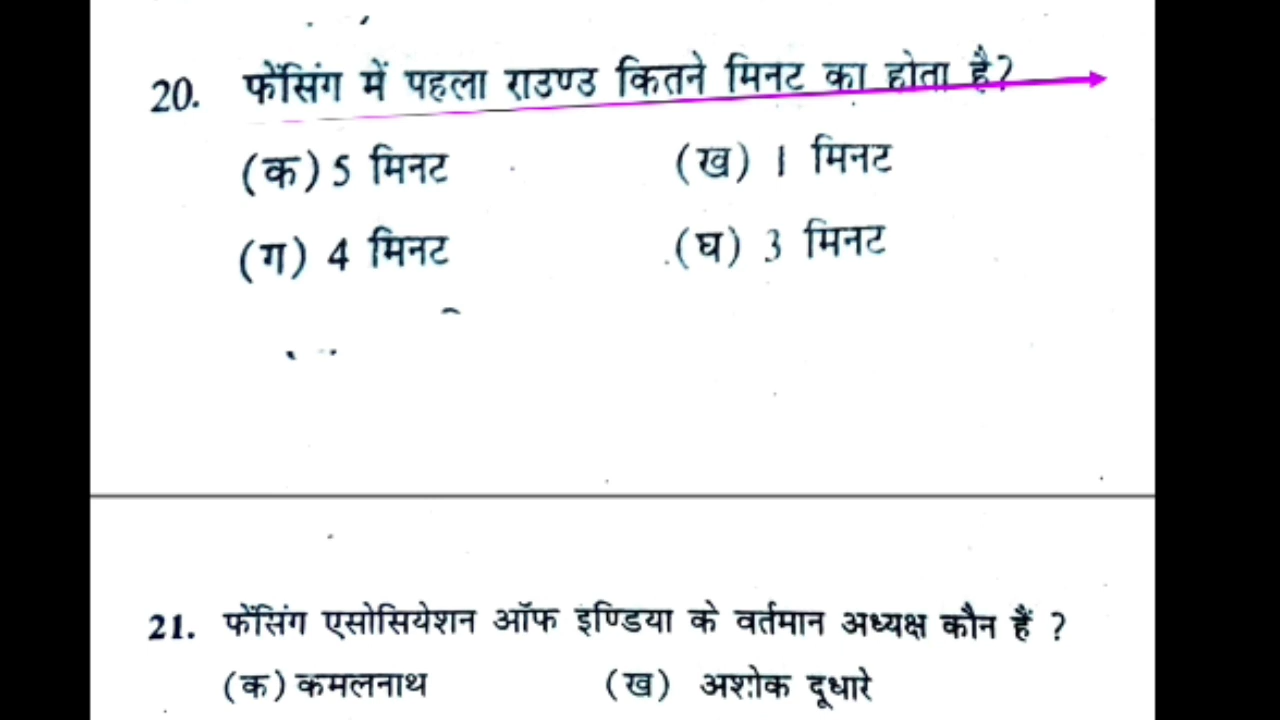 20. फेंसिंग में पहला राउण्ड कितने मिनट का होता है?
(क) 5 मिनट (ख) 1 मिनट
(ग) 4 मिनट (घ) 3 मिनट
21. फेंसिंग एसोसियेशन ऑफ इण्डिया के वर्तमान अध्यक्ष कौन हैं ?
(क) कमलनाथ (ख) अशोक दूधारे